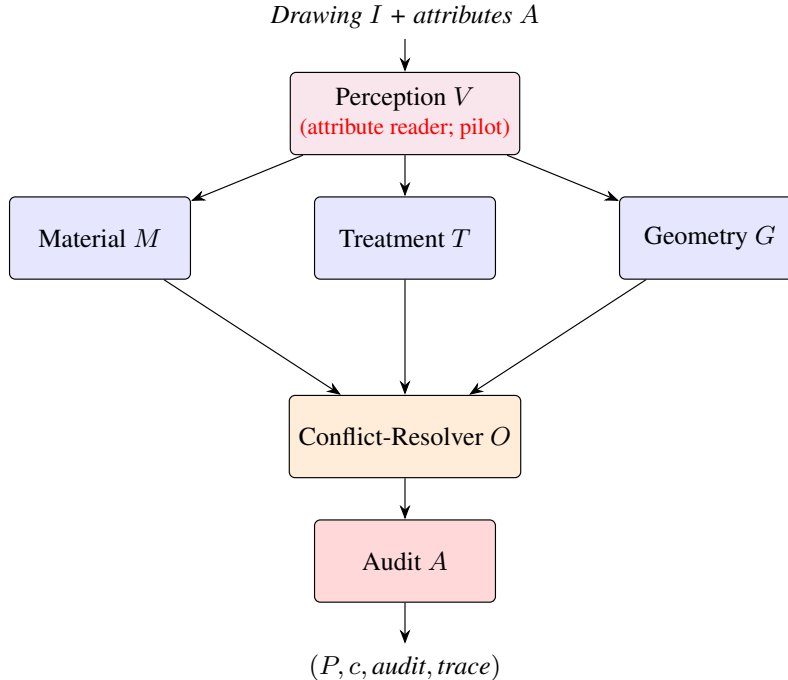 Drawing I + attributes A
Perception V
(attribute reader; pilot)
Material M
Treatment T
Geometry G
Conflict-Resolver O
Audit A
(P, c, audit, trace)